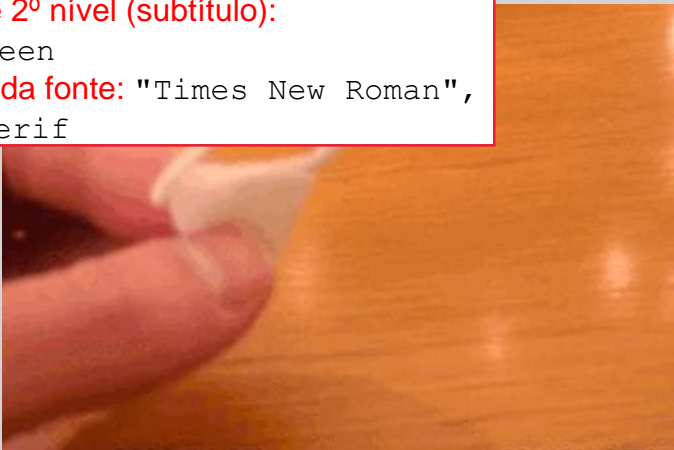 2º nível (subtítulo):
een
da fonte: "Times New Roman",
erif